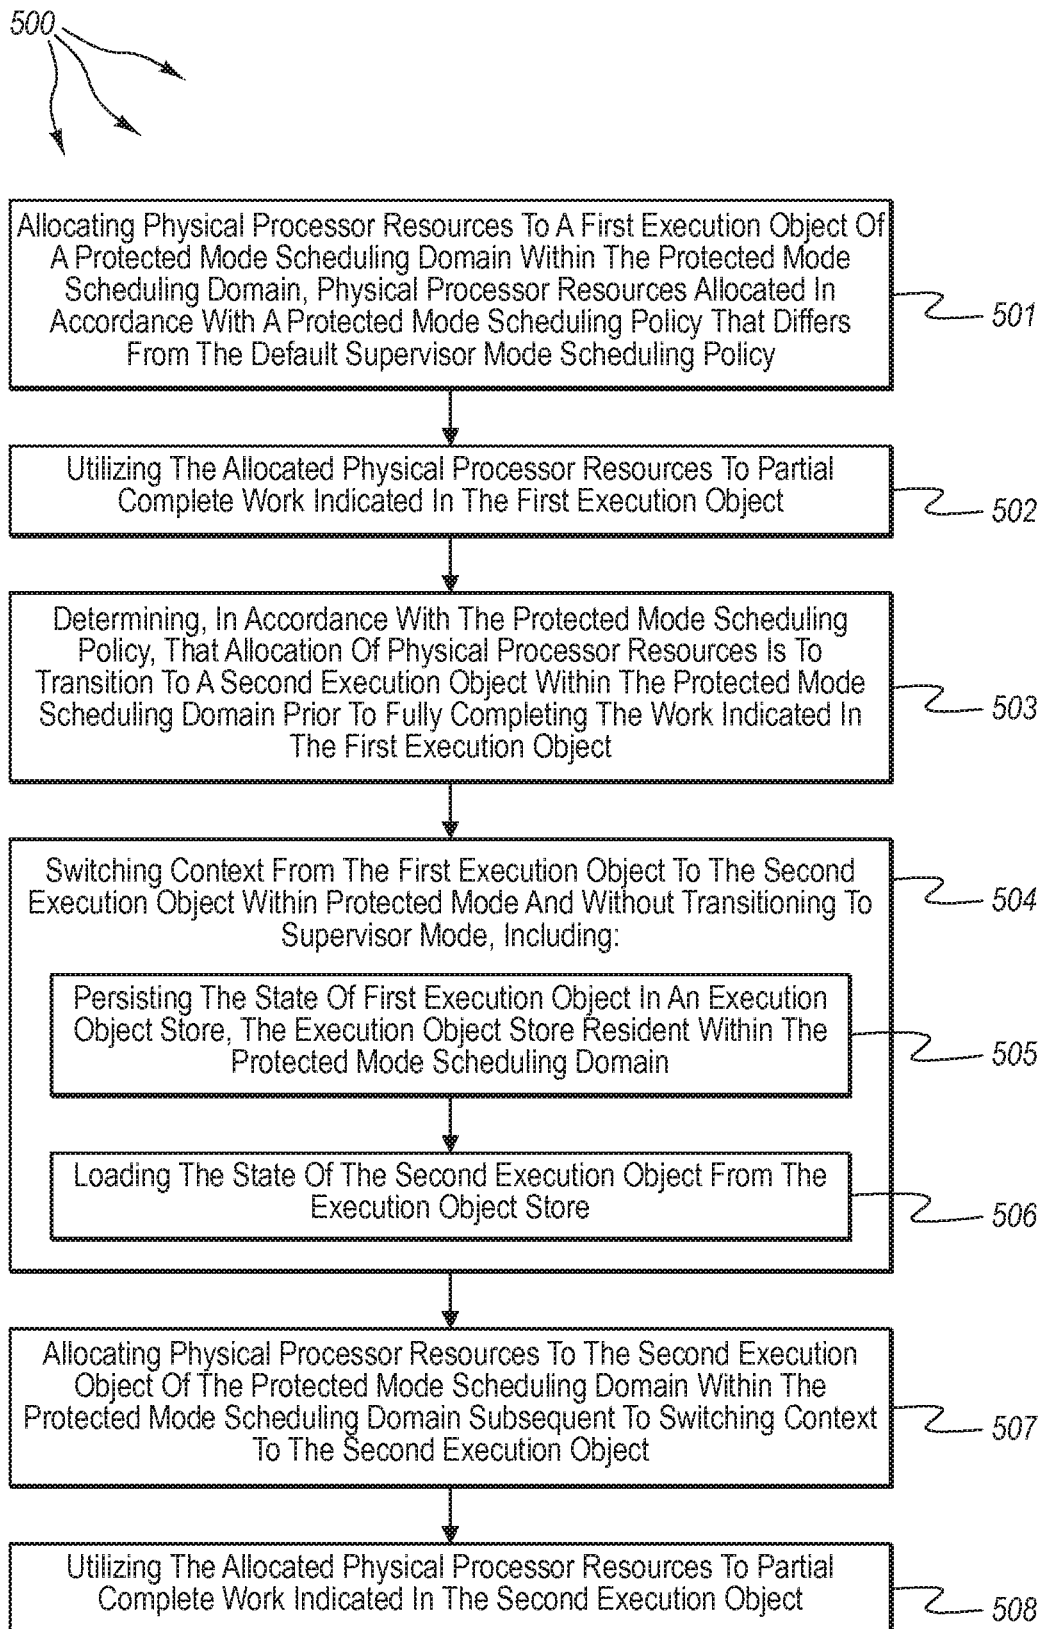 500
Allocating Physical Processor Resources To A First Execution Object Of
A Protected Mode Scheduling Domain Within The Protected Mode
Scheduling Domain, Physical Processor Resources Allocated In
Accordance With A Protected Mode Scheduling Policy That Differs
From The Default Supervisor Mode Scheduling Policy
501
Utilizing The Allocated Physical Processor Resources To Partial
Complete Work Indicated In The First Execution Object
502
Determining, In Accordance With The Protected Mode Scheduling
Policy, That Allocation Of Physical Processor Resources Is To
Transition To A Second Execution Object Within The Protected Mode
Scheduling Domain Prior To Fully Completing The Work Indicated In
The First Execution Object
503
Switching Context From The First Execution Object To The Second
Execution Object Within Protected Mode And Without Transitioning To
Supervisor Mode, Including:
504
Persisting The State Of First Execution Object In An Execution
Object Store, The Execution Object Store Resident Within The
Protected Mode Scheduling Domain
505
Loading The State Of The Second Execution Object From The
Execution Object Store
506
Allocating Physical Processor Resources To The Second Execution
Object Of The Protected Mode Scheduling Domain Within The
Protected Mode Scheduling Domain Subsequent To Switching Context
To The Second Execution Object
507
Utilizing The Allocated Physical Processor Resources To Partial
Complete Work Indicated In The Second Execution Object
508